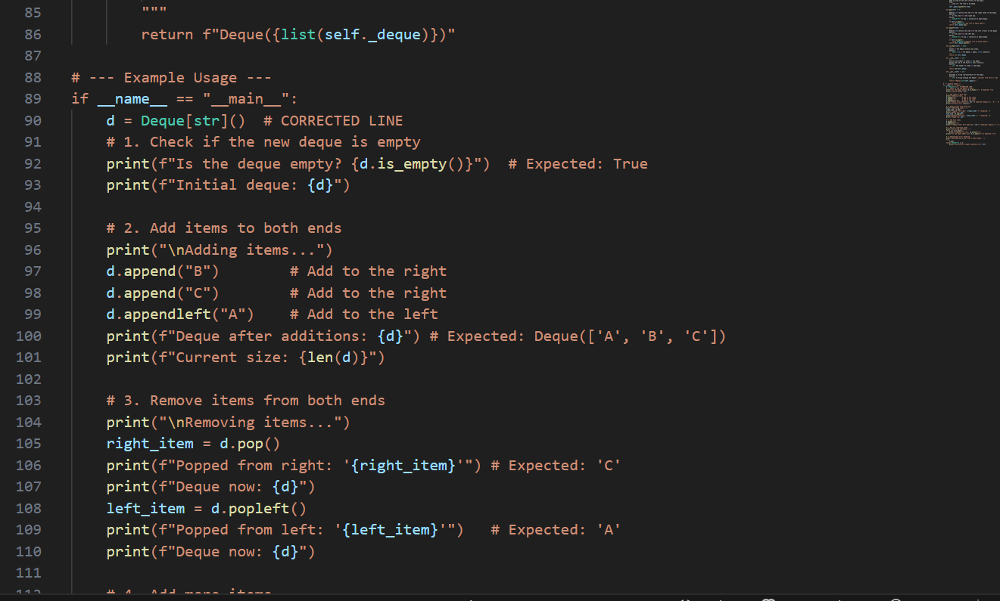 85 """
86 return f"Deque({list(self._deque)})"
87
88 # --- Example Usage ---
89 if __name__ == "__main__":
90 d = Deque[str]()  # CORRECTED LINE
91 # 1. Check if the new deque is empty
92 print(f"Is the deque empty? {d.is_empty()}")  # Expected: True
93 print(f"Initial deque: {d}")
94
95 # 2. Add items to both ends
96 print("\nAdding items...")
97 d.append("B")        # Add to the right
98 d.append("C")        # Add to the right
99 d.appendleft("A")    # Add to the left
100 print(f"Deque after additions: {d}") # Expected: Deque(['A', 'B', 'C'])
101 print(f"Current size: {len(d)}")
102
103 # 3. Remove items from both ends
104 print("\nRemoving items...")
105 right_item = d.pop()
106 print(f"Popped from right: '{right_item}'") # Expected: 'C'
107 print(f"Deque now: {d}")
108 left_item = d.popleft()
109 print(f"Popped from left: '{left_item}'")   # Expected: 'A'
110 print(f"Deque now: {d}")
111
112 # 4. Add more items